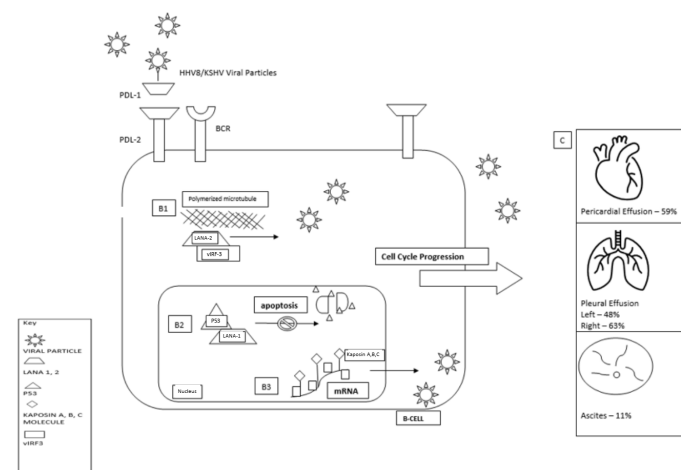 HHV8/KSHV Viral Particles
PDL-1
PDL-2
BCR
C
Pericardial Effusion – 59%
Pleural Effusion
Left – 48%
Right – 63%
Ascites – 11%
B1
Polymerized microtubule
LANA-2
vIRF-3
Cell Cycle Progression
B2
P53
LANA-1
apoptosis
Kaposin A,B,C
B3
mRNA
Nucleus
B-CELL
Key
VIRAL PARTICLE
LANA 1, 2
P53
KAPOSIN A, B, C
MOLECULE
vIRF3